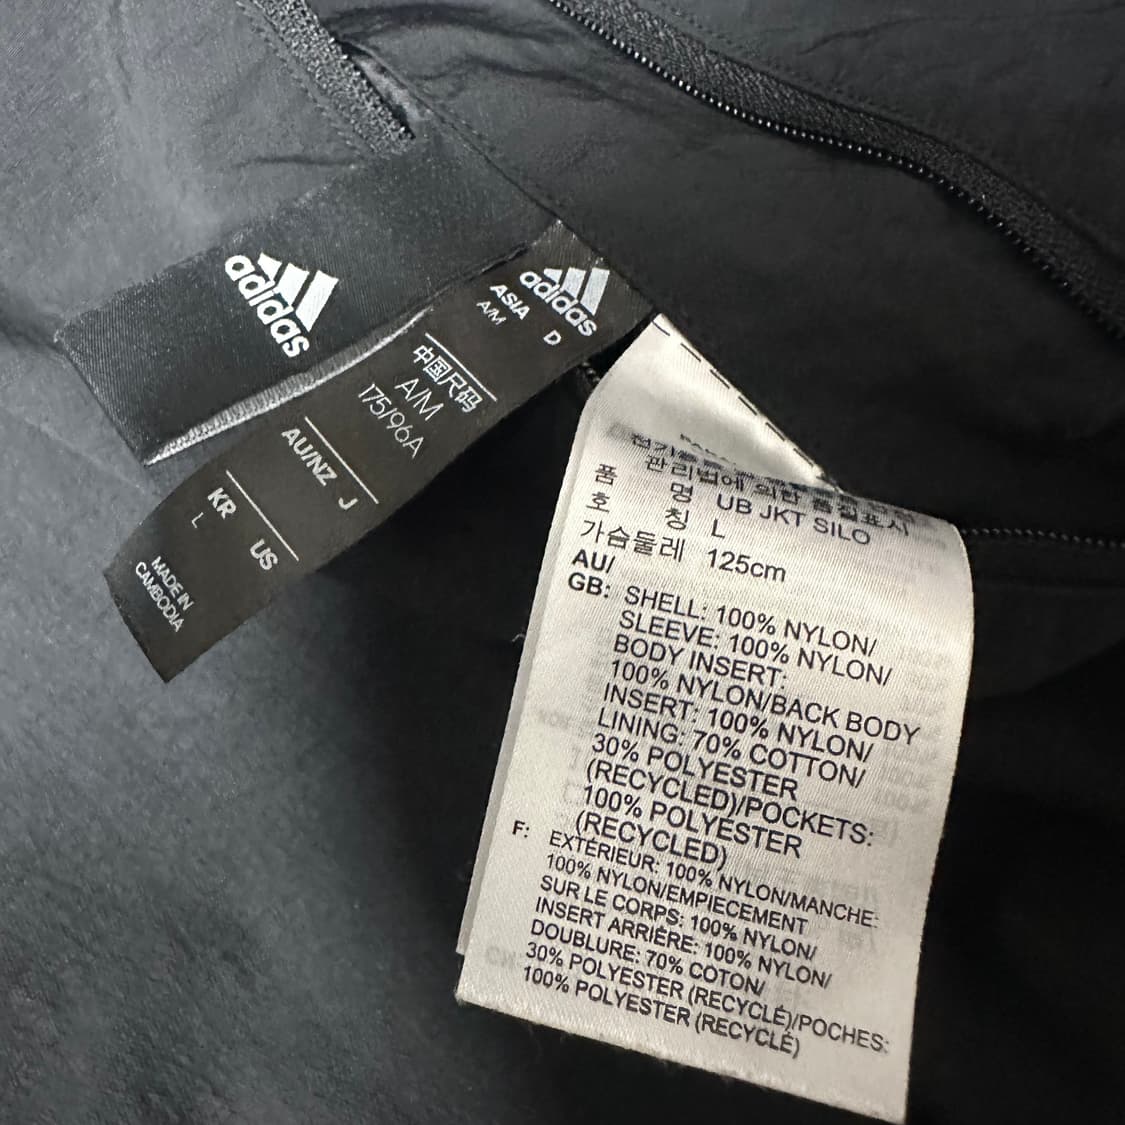 adidas
adidas
ASIA D
A/M
中国尺码
A/M
175/96A
AU/NZ J
KR US
L
MADE IN
CAMBODIA
관리법에 의한 품질표시
품 명 UB JKT SILO
호 칭 L
가슴둘레 125cm
AU/
GB: SHELL: 100% NYLON/
SLEEVE: 100% NYLON/
BODY INSERT:
100% NYLON/BACK BODY
INSERT: 100% NYLON/
LINING: 70% COTTON/
30% POLYESTER
(RECYCLED)/POCKETS:
100% POLYESTER
(RECYCLED)
F: EXTÉRIEUR: 100% NYLON/MANCHE:
100% NYLON/EMPIECEMENT
SUR LE CORPS: 100% NYLON/
INSERT ARRIÈRE: 100% NYLON/
DOUBLURE: 70% COTON/
30% POLYESTER (RECYCLÉ)/POCHES:
100% POLYESTER (RECYCLÉ)